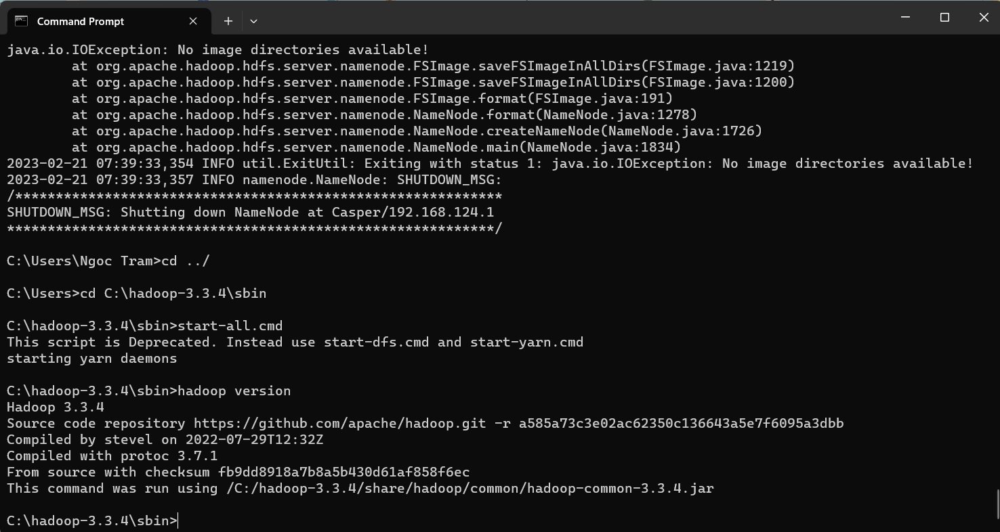 Command Prompt
java.io.IOException: No image directories available!
        at org.apache.hadoop.hdfs.server.namenode.FSImage.saveFSImageInAllDirs(FSImage.java:1219)
        at org.apache.hadoop.hdfs.server.namenode.FSImage.saveFSImageInAllDirs(FSImage.java:1200)
        at org.apache.hadoop.hdfs.server.namenode.FSImage.format(FSImage.java:191)
        at org.apache.hadoop.hdfs.server.namenode.NameNode.format(NameNode.java:1278)
        at org.apache.hadoop.hdfs.server.namenode.NameNode.createNameNode(NameNode.java:1726)
        at org.apache.hadoop.hdfs.server.namenode.NameNode.main(NameNode.java:1834)
2023-02-21 07:39:33,354 INFO util.ExitUtil: Exiting with status 1: java.io.IOException: No image directories available!
2023-02-21 07:39:33,357 INFO namenode.NameNode: SHUTDOWN_MSG:
/************************************************************
SHUTDOWN_MSG: Shutting down NameNode at Casper/192.168.124.1
************************************************************/
C:\Users\Ngoc Tram>cd ../
C:\Users>cd C:\hadoop-3.3.4\sbin
C:\hadoop-3.3.4\sbin>start-all.cmd
This script is Deprecated. Instead use start-dfs.cmd and start-yarn.cmd
starting yarn daemons
C:\hadoop-3.3.4\sbin>hadoop version
Hadoop 3.3.4
Source code repository https://github.com/apache/hadoop.git -r a585a73c3e02ac62350c136643a5e7f6095a3dbb
Compiled by stevel on 2022-07-29T12:32Z
Compiled with protoc 3.7.1
From source with checksum fb9dd8918a7b8a5b430d61af858f6ec
This command was run using /C:/hadoop-3.3.4/share/hadoop/common/hadoop-common-3.3.4.jar
C:\hadoop-3.3.4\sbin>